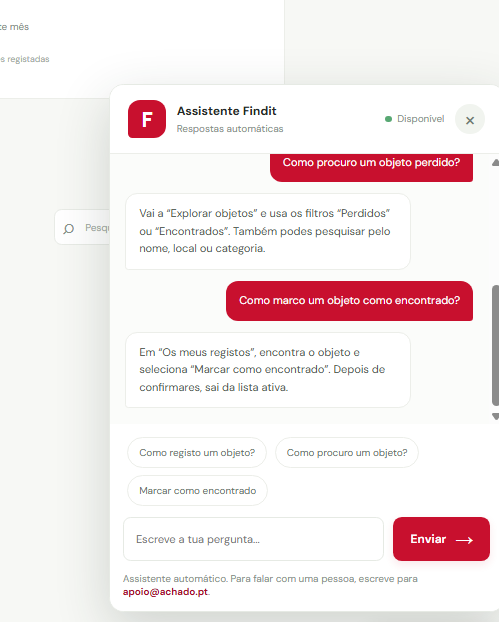 te mês
s registadas
F
Assistente Findit
Respostas automáticas
Disponível
×
Como procuro um objeto perdido?
Vai a “Explorar objetos” e usa os filtros “Perdidos”
ou “Encontrados”. Também podes pesquisar pelo
nome, local ou categoria.
Como marco um objeto como encontrado?
Em “Os meus registos”, encontra o objeto e
seleciona “Marcar como encontrado”. Depois de
confirmares, sai da lista ativa.
Pesqu
Como registo um objeto?
Como procuro um objeto?
Marcar como encontrado
Escreve a tua pergunta...
Enviar →
Assistente automático. Para falar com uma pessoa, escreve para
apoio@achado.pt.